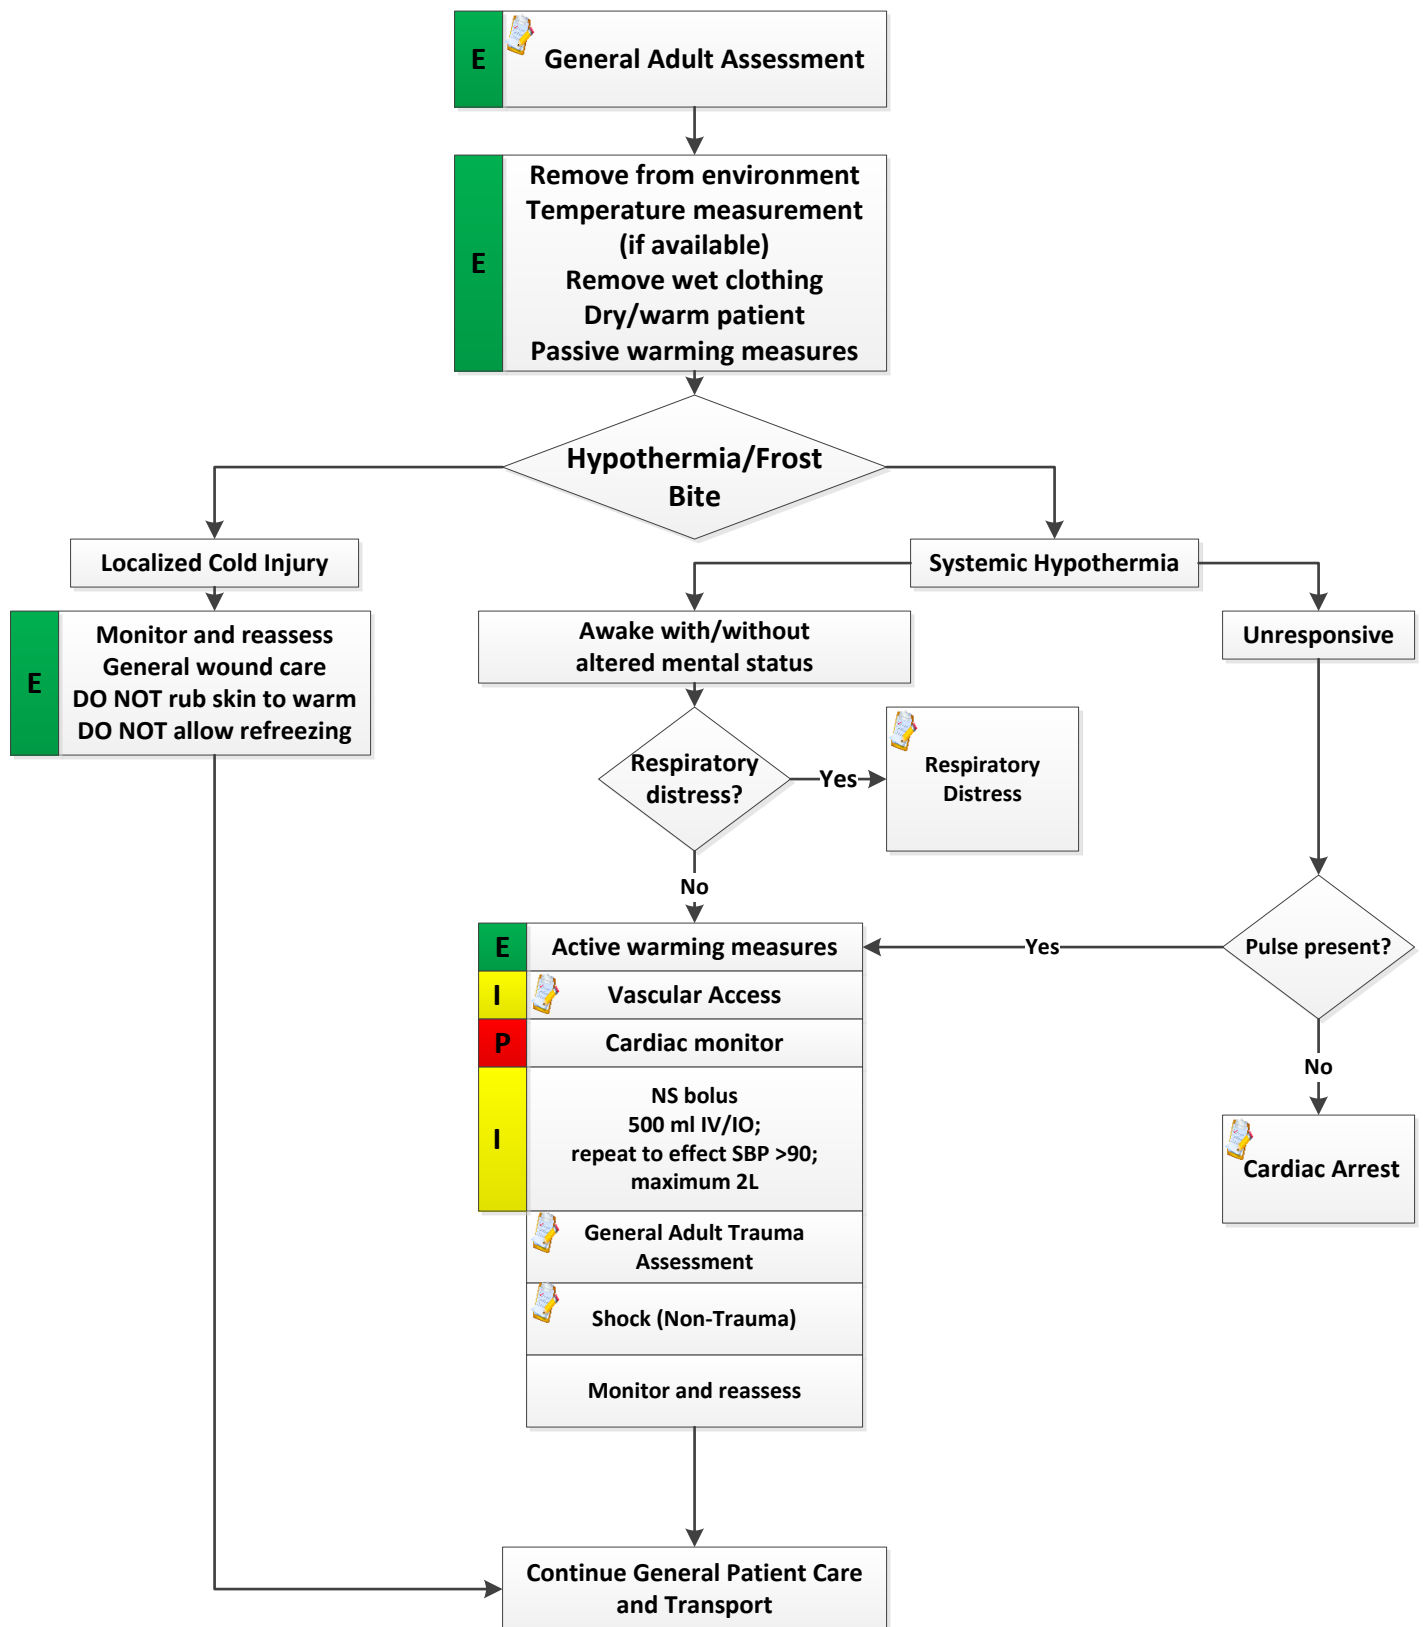 E
General Adult Assessment
E
Remove from environment
Temperature measurement
(if available)
Remove wet clothing
Dry/warm patient
Passive warming measures
Hypothermia/Frost
Bite
Localized Cold Injury
Systemic Hypothermia
E
Monitor and reassess
General wound care
DO NOT rub skin to warm
DO NOT allow refreezing
Awake with/without
altered mental status
Unresponsive
Respiratory
distress?
Yes
Respiratory
Distress
No
Pulse present?
Yes
No
Cardiac Arrest
E
Active warming measures
I
Vascular Access
P
Cardiac monitor
I
NS bolus
500 ml IV/IO;
repeat to effect SBP >90;
maximum 2L
General Adult Trauma
Assessment
Shock (Non-Trauma)
Monitor and reassess
Continue General Patient Care
and Transport